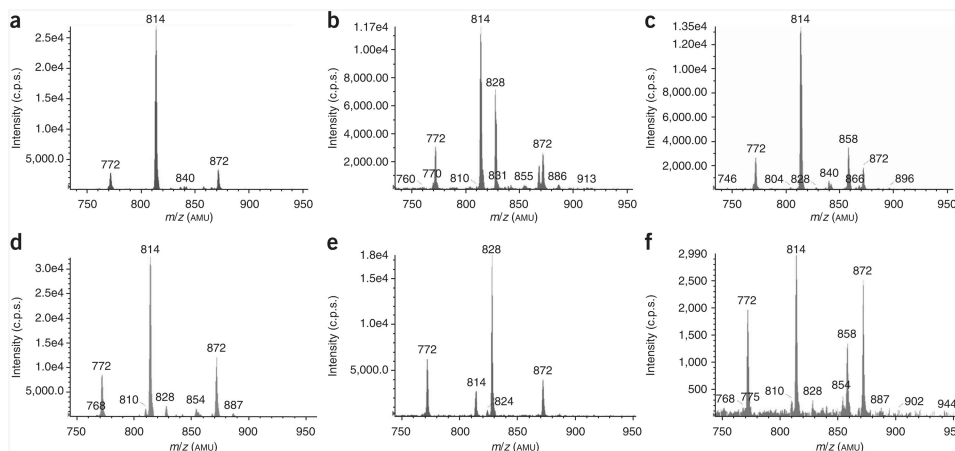 a
814
2.5e4
2.0e4
1.5e4
1.0e4
5,000.0
772
840
872
Intensity (c.p.s.)
750 800 850 900 950
m/z (AMU)
b
814
1.17e4
1.00e4
8,000.00
6,000.00
4,000.00
2,000.00
828
772
872
760 770 810 831 855 886 913
Intensity (c.p.s.)
750 800 850 900 950
m/z (AMU)
c
814
1.35e4
1.20e4
1.00e4
8,000.00
6,000.00
4,000.00
2,000.00
772
858
872
746 804 828 840 866 896
Intensity (c.p.s.)
750 800 850 900 950
m/z (AMU)
d
814
3.0e4
2.5e4
2.0e4
1.5e4
1.0e4
5,000.0
772
872
768 810 828 854 887
Intensity (c.p.s.)
750 800 850 900 950
m/z (AMU)
e
828
1.8e4
1.5e4
1.0e4
5,000.0
772
814
824
872
Intensity (c.p.s.)
750 800 850 900 950
m/z (AMU)
f
814
2,990
2,500
2,000
1,500
1,000
500
872
772
858
768 775 810 828 854 887 902 944
Intensity (c.p.s.)
750 800 850 900 950
m/z (AMU)